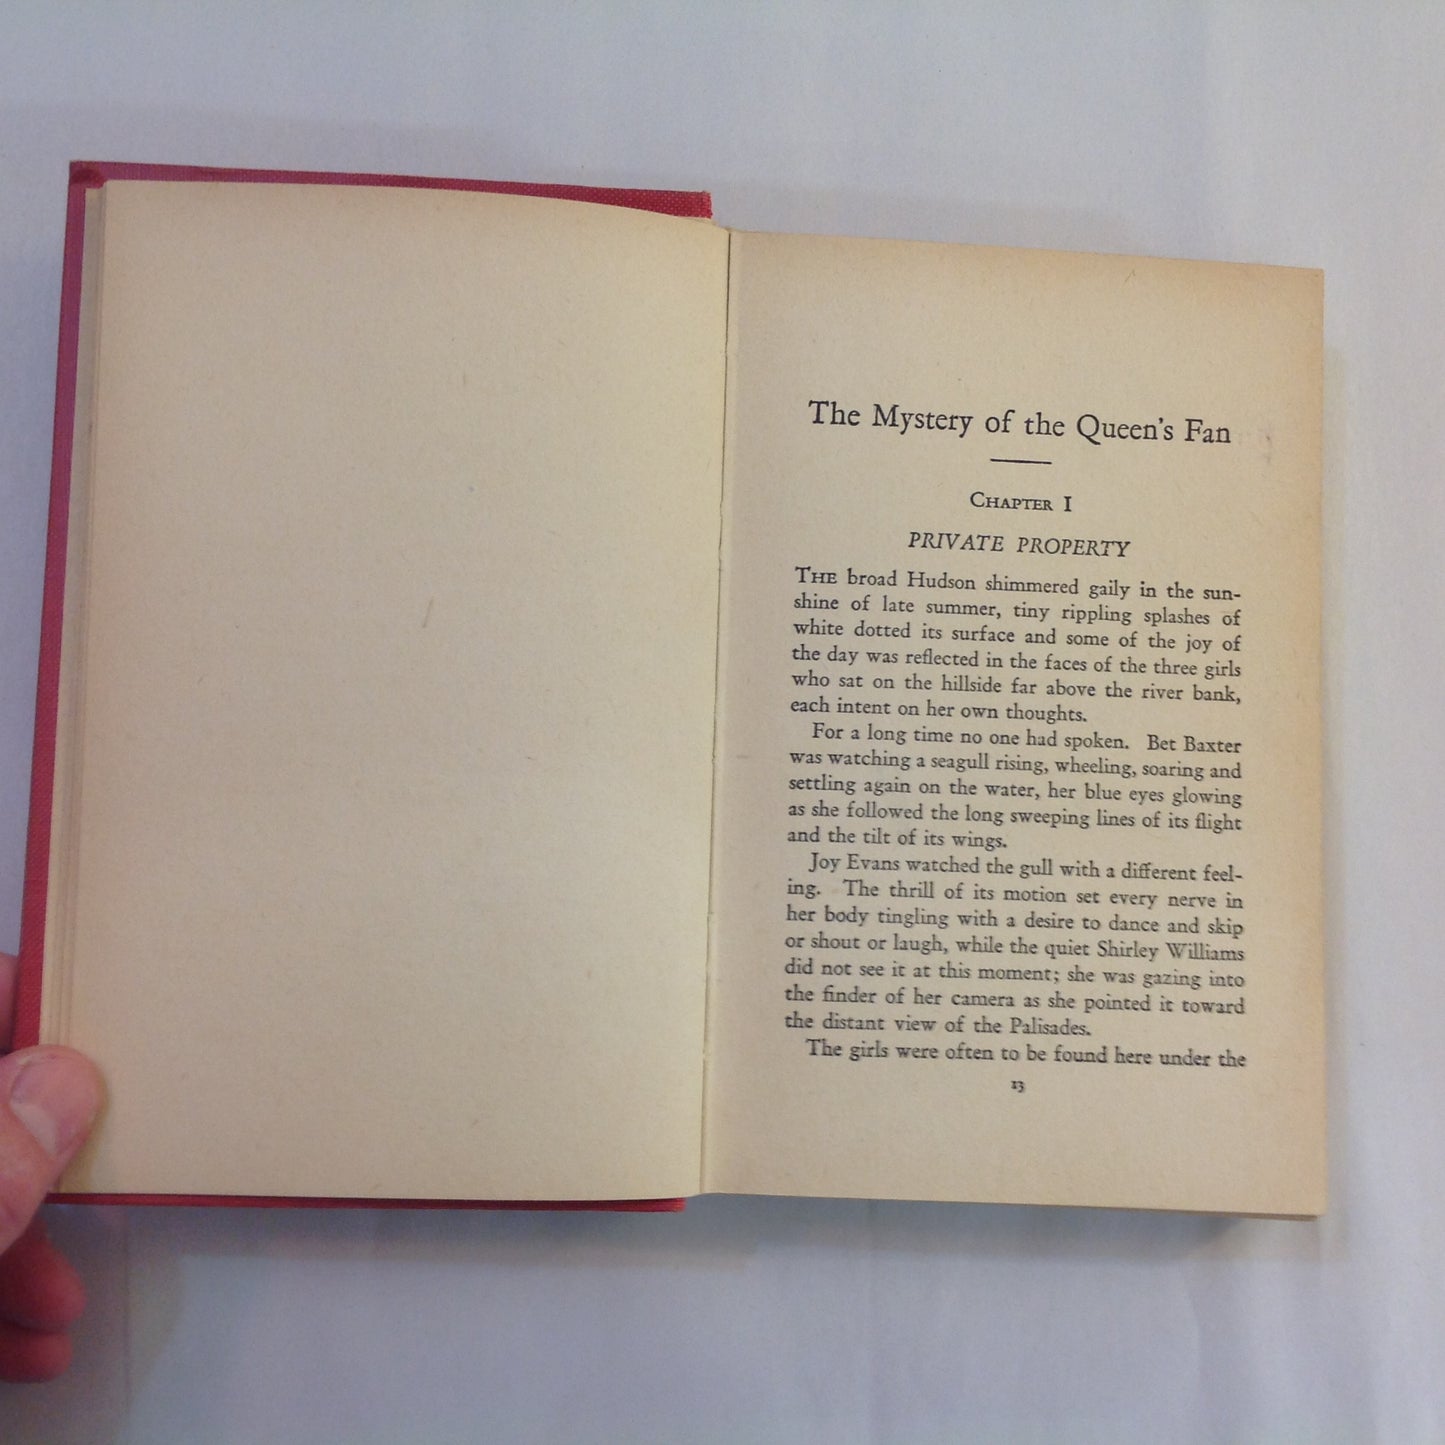 The Mystery of the Queen's Fan
CHAPTER I
PRIVATE PROPERTY
THE broad Hudson shimmered gaily in the sun-
shine of late summer, tiny rippling splashes of
white dotted its surface and some of the joy of
the day was reflected in the faces of the three girls
who sat on the hillside far above the river bank,
each intent on her own thoughts.
For a long time no one had spoken. Bet Baxter
was watching a seagull rising, wheeling, soaring and
settling again on the water, her blue eyes glowing
as she followed the long sweeping lines of its flight
and the tilt of its wings.
Joy Evans watched the gull with a different feel-
ing. The thrill of its motion set every nerve in
her body tingling with a desire to dance and skip
or shout or laugh, while the quiet Shirley Williams
did not see it at this moment; she was gazing into
the finder of her camera as she pointed it toward
the distant view of the Palisades.
The girls were often to be found here under the
13